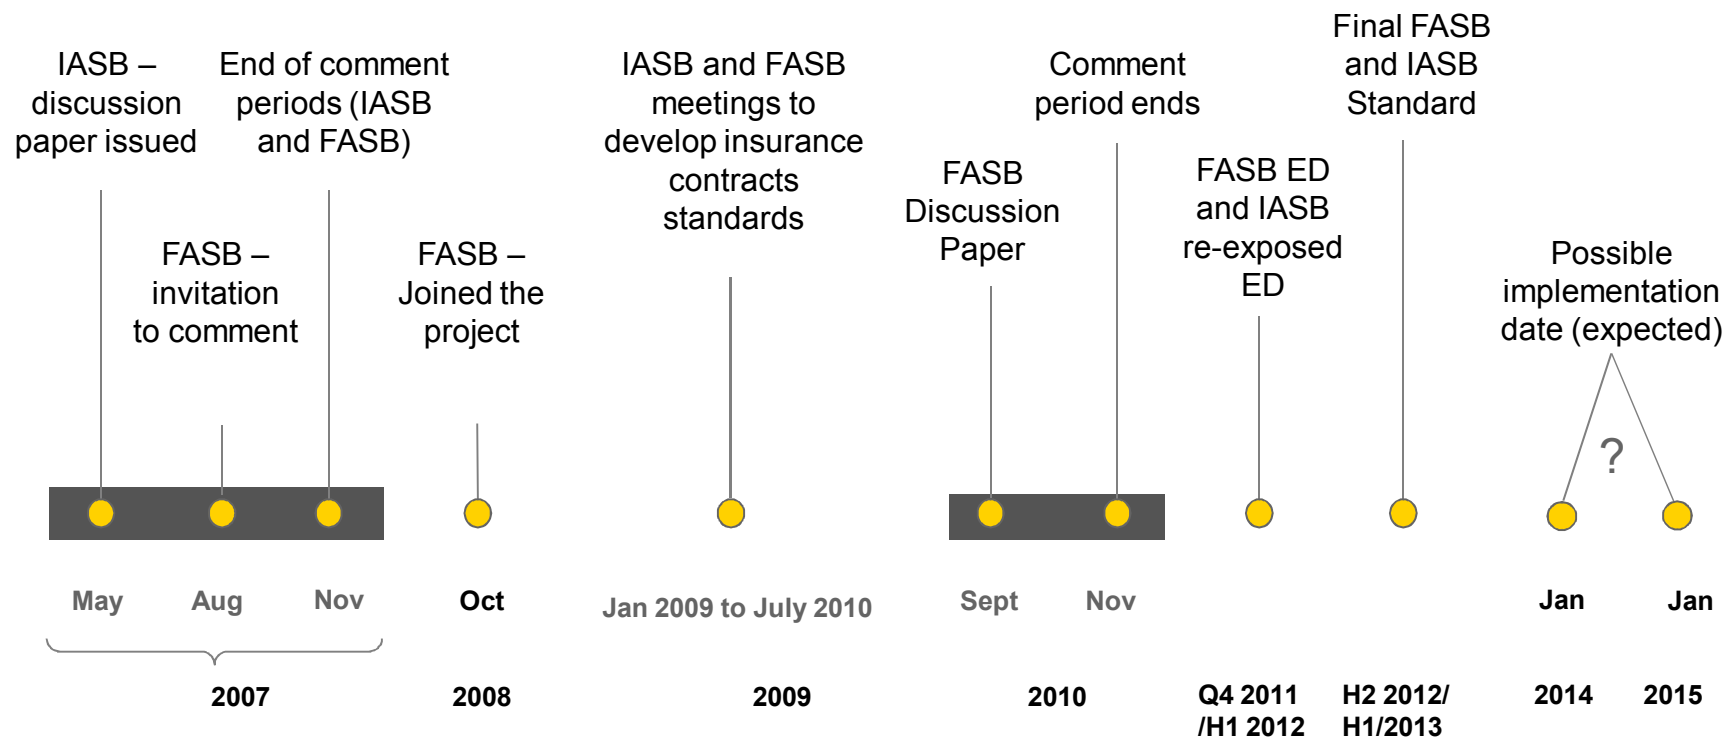 IASB –
discussion
paper issued
End of comment
periods (IASB
and FASB)
IASB and FASB
meetings to
develop insurance
contracts
standards
Comment
period ends
Final FASB
and IASB
Standard
FASB –
invitation
to comment
FASB –
Joined the
project
FASB
Discussion
Paper
FASB ED
and IASB
re-exposed
ED
Possible
implementation
date (expected)
?
May
Aug
Nov
Oct
Jan 2009 to July 2010
Sept
Nov
Jan
Jan
2007
2008
2009
2010
Q4 2011
/H1 2012
H2 2012/
H1/2013
2014
2015